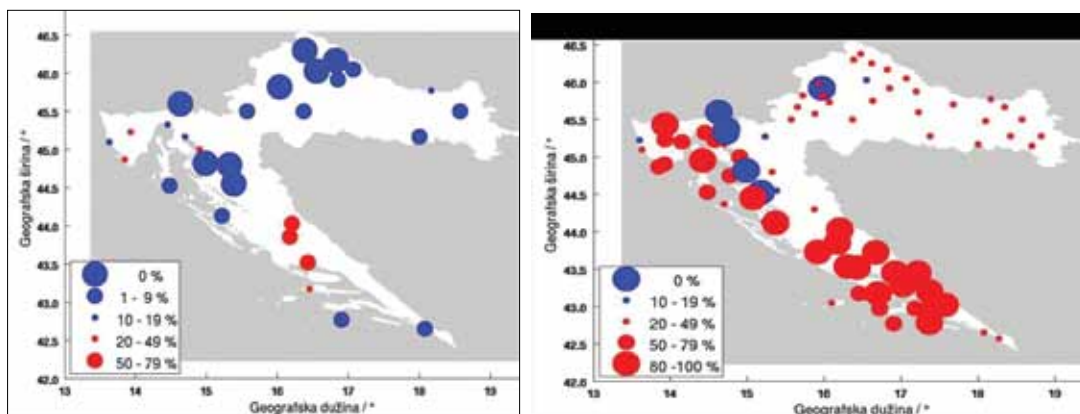 46.5
46.0
45.5
45.0
44.5
44.0
43.5
43.0
42.5
42.0
Geografska širina / °
0 %
1 - 9 %
10 - 19 %
20 - 49 %
50 - 79 %
13 14 15 16 17 18 19
Geografska dužina / °
46.5
46.0
45.5
45.0
44.5
44.0
43.5
43.0
42.5
42.0
Geografska širina / °
0 %
10 - 19 %
20 - 49 %
50 - 79 %
80 - 100 %
13 14 15 16 17 18 19
Geografska dužina / °